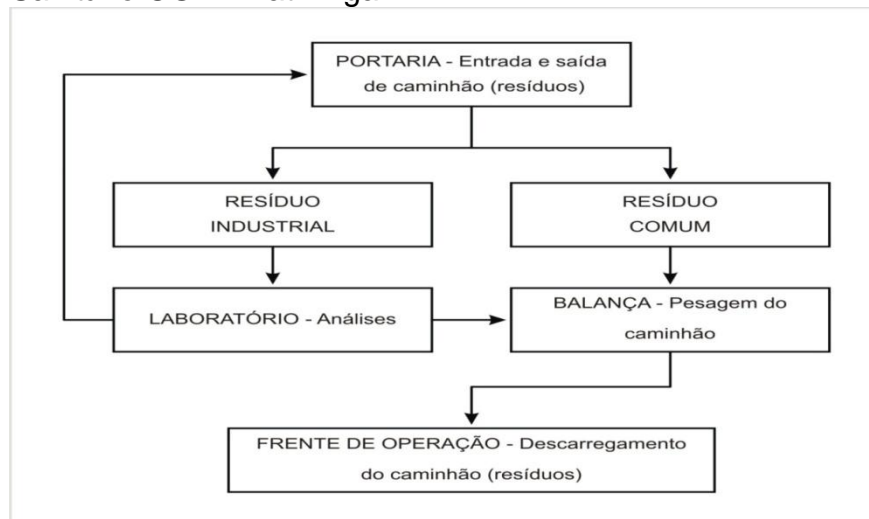 PORTARIA - Entrada e saída
de caminhão (resíduos)
RESÍDUO
INDUSTRIAL
RESÍDUO
COMUM
LABORATÓRIO - Análises
BALANÇA - Pesagem do
caminhão
FRENTE DE OPERAÇÃO - Descarregamento
do caminhão (resíduos)